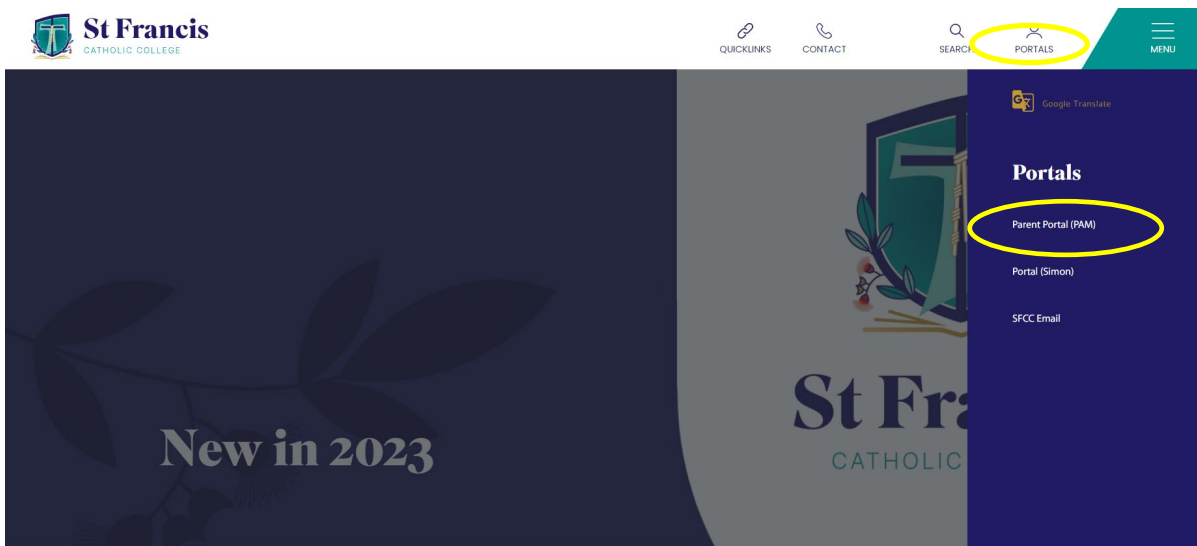 St Francis
CATHOLIC COLLEGE
QUICKLINKS
CONTACT
SEARCH
PORTALS
MENU
Google Translate
Portals
Parent Portal (PAM)
Portal (Simon)
SFCC Email
New in 2023
St Fra
CATHOLIC